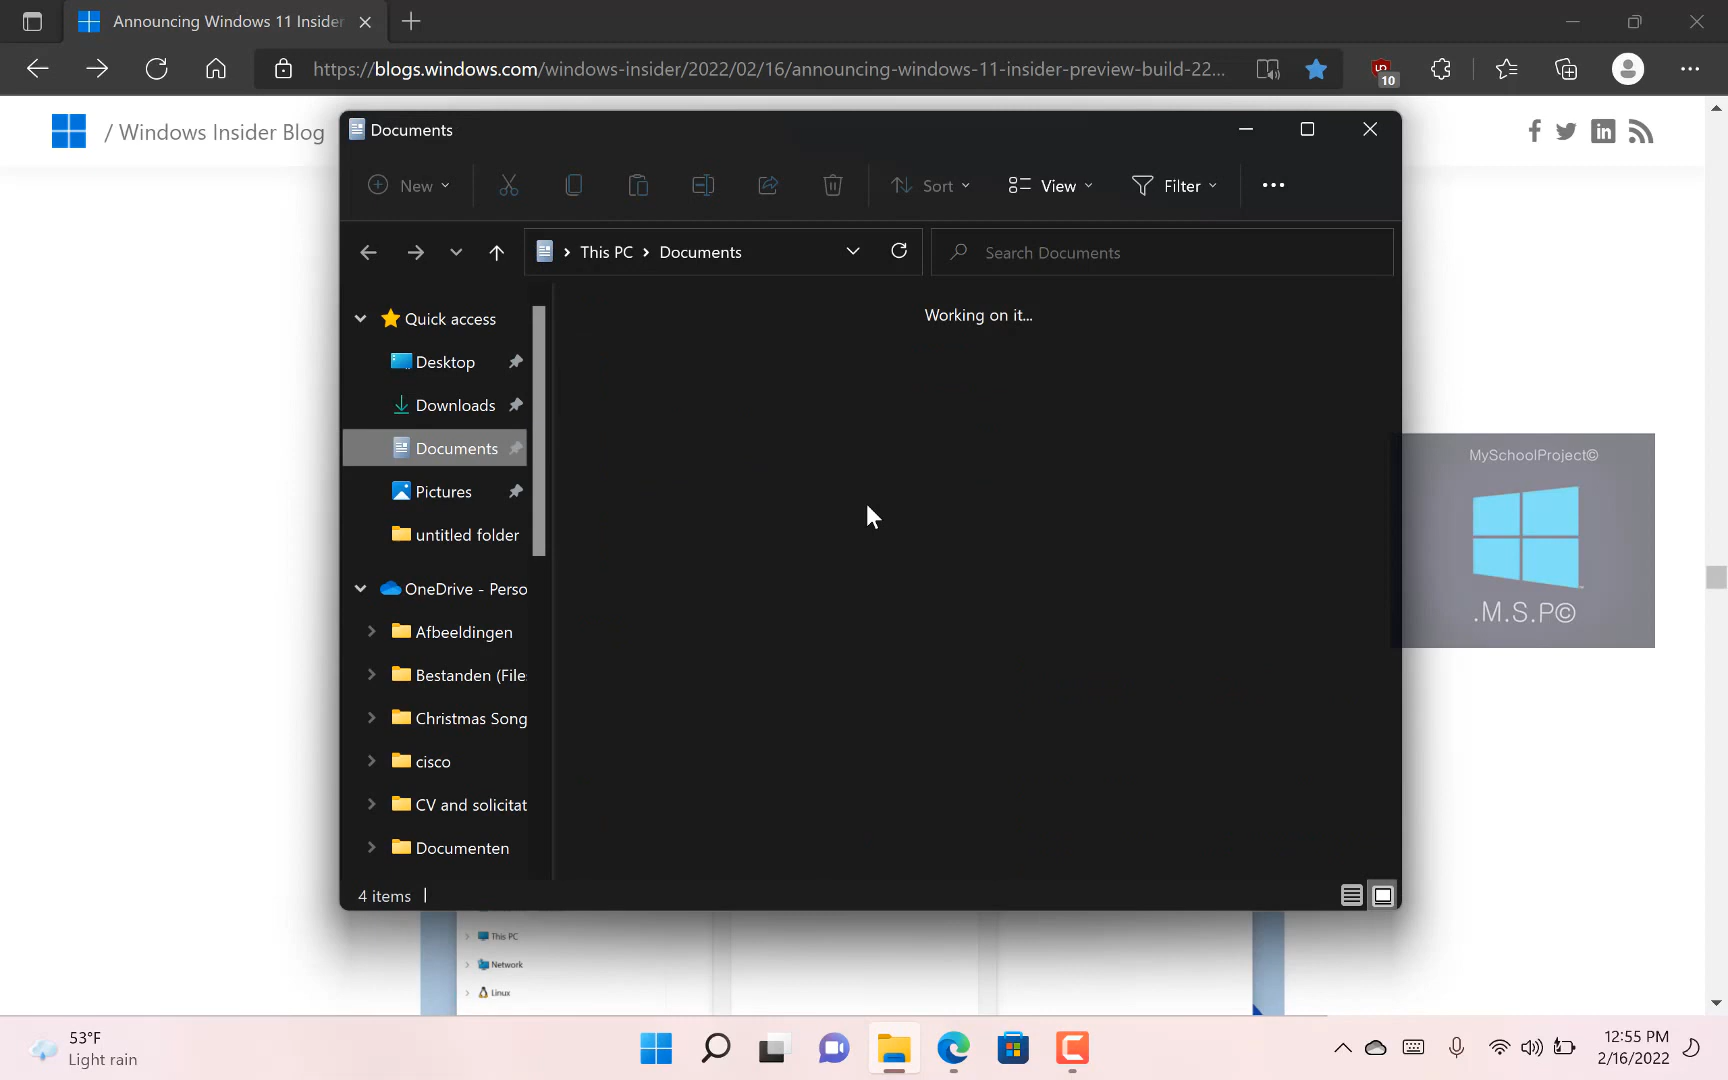 Announcing Windows 11 Insider
https://blogs.windows.com/windows-insider/2022/02/16/announcing-windows-11-insider-preview-build-22...
10
/ Windows Insider Blog
Documents
New
Sort
View
Filter
This PC > Documents
Search Documents
Working on it...
Quick access
Desktop
Downloads
Documents
Pictures
untitled folder
OneDrive - Perso
Afbeeldingen
Bestanden (File
Christmas Song
cisco
CV and solicitat
Documenten
4 items
MySchoolProject©
.M.S.P©
This PC
Network
Linux
53°F
Light rain
12:55 PM
2/16/2022